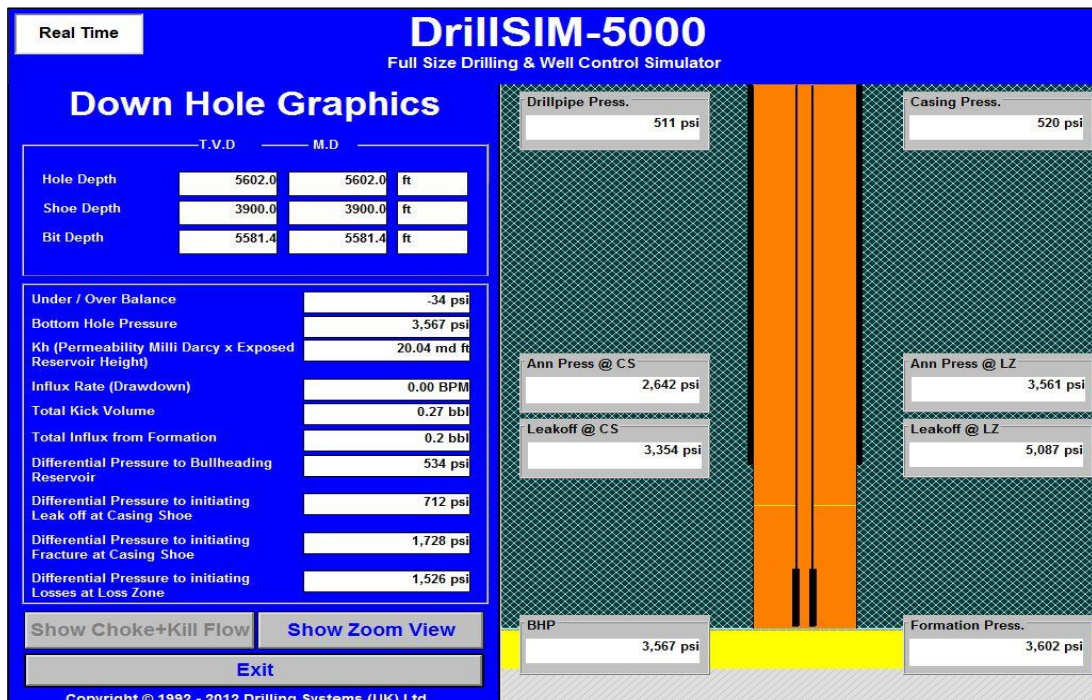 Real Time
DrillSIM-5000
Full Size Drilling & Well Control Simulator
Down Hole Graphics
T.V.D M.D
Hole Depth 5602.0 5602.0 ft
Shoe Depth 3900.0 3900.0 ft
Bit Depth 5581.4 5581.4 ft
Under / Over Balance -34 psi
Bottom Hole Pressure 3,567 psi
Kh (Permeability Milli Darcy x Exposed
Reservoir Height) 20.04 md ft
Influx Rate (Drawdown) 0.00 BPM
Total Kick Volume 0.27 bbl
Total Influx from Formation 0.2 bbl
Differential Pressure to Bullheading
Reservoir 534 psi
Differential Pressure to initiating
Leak off at Casing Shoe 712 psi
Differential Pressure to initiating
Fracture at Casing Shoe 1,728 psi
Differential Pressure to initiating
Losses at Loss Zone 1,526 psi
Show Choke+Kill Flow Show Zoom View
Exit
Copyright © 1992 - 2012 Drilling Systems (UK) Ltd
Drillpipe Press.
511 psi
Casing Press.
520 psi
Ann Press @ CS
2,642 psi
Ann Press @ LZ
3,561 psi
Leakoff @ CS
3,354 psi
Leakoff @ LZ
5,087 psi
BHP
3,567 psi
Formation Press.
3,602 psi